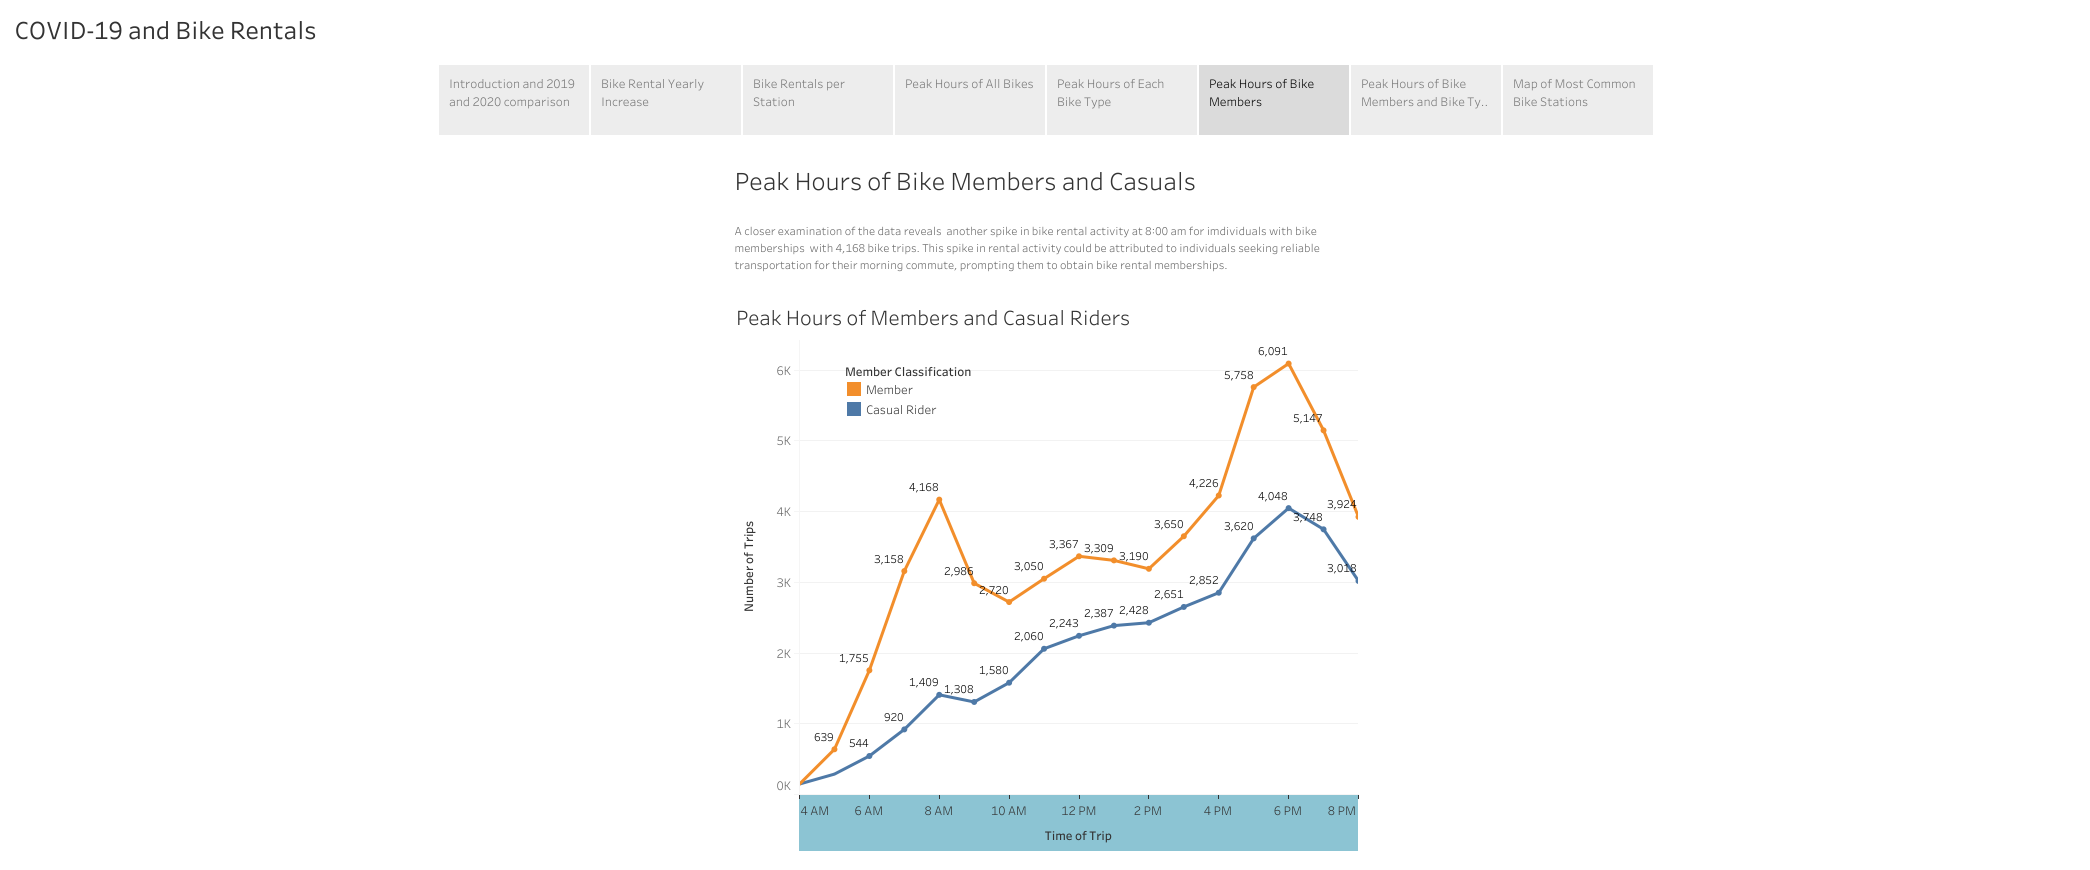 COVID-19 and Bike Rentals
Introduction and 2019
and 2020 comparison
Bike Rental Yearly
Increase
Bike Rentals per
Station
Peak Hours of All Bikes
Peak Hours of Each
Bike Type
Peak Hours of Bike
Members
Peak Hours of Bike
Members and Bike Ty..
Map of Most Common
Bike Stations
Peak Hours of Bike Members and Casuals
A closer examination of the data reveals  another spike in bike rental activity at 8:00 am for imdividuals with bike
memberships  with 4,168 bike trips. This spike in rental activity could be attributed to individuals seeking reliable
transportation for their morning commute, prompting them to obtain bike rental memberships.
Peak Hours of Members and Casual Riders
Member Classification
Member
Casual Rider
Number of Trips
6K
5K
4K
3K
2K
1K
0K
639
1,755
3,158
4,168
2,986
2,720
3,050
3,367
3,309
3,190
3,650
4,226
5,758
6,091
5,147
3,924
544
920
1,409
1,308
1,580
2,060
2,243
2,387
2,428
2,651
2,852
3,620
4,048
3,748
3,018
4 AM
6 AM
8 AM
10 AM
12 PM
2 PM
4 PM
6 PM
8 PM
Time of Trip